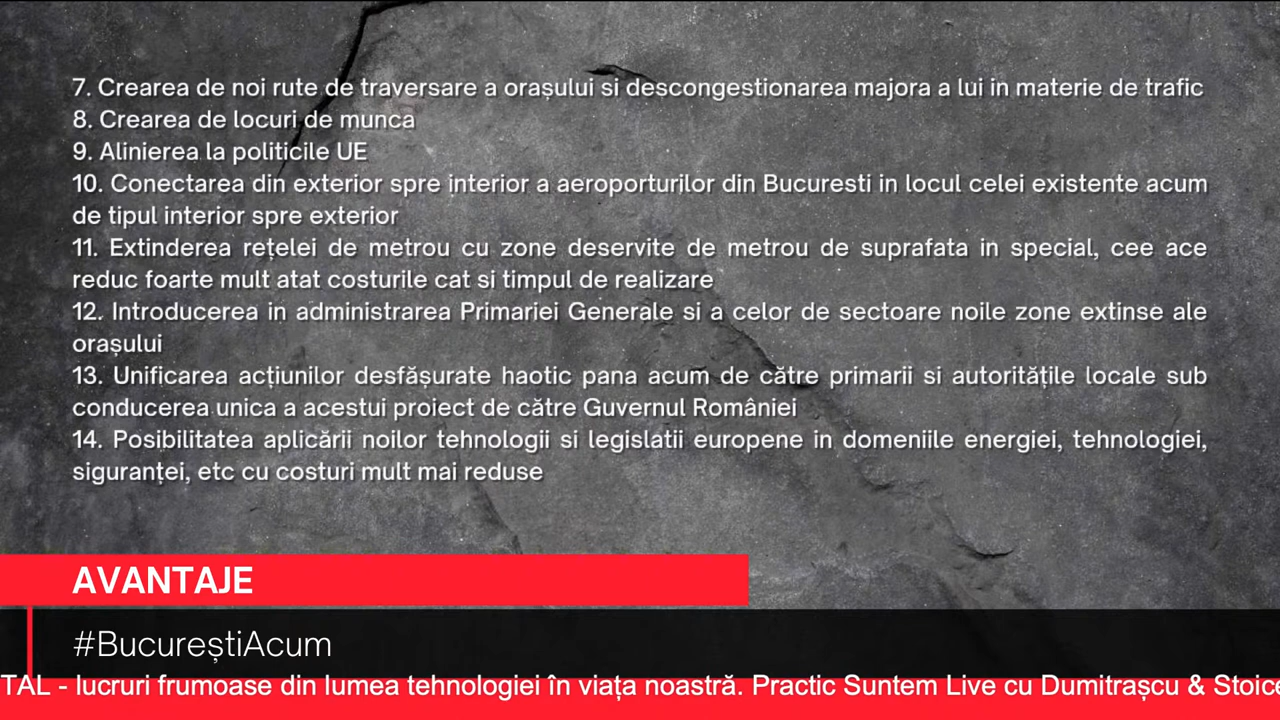 7. Crearea de noi rute de traversare a orașului si descongestionarea majora a lui in materie de trafic
8. Crearea de locuri de munca
9. Alinierea la politicile UE
10. Conectarea din exterior spre interior a aeroporturilor din Bucuresti in locul celei existente acum
de tipul interior spre exterior
11. Extinderea rețelei de metrou cu zone deservite de metrou de suprafata in special, cee ace
reduc foarte mult atat costurile cat si timpul de realizare
12. Introducerea in administrarea Primariei Generale si a celor de sectoare noile zone extinse ale
orașului
13. Unificarea acțiunilor desfășurate haotic pana acum de către primarii si autoritățile locale sub
conducerea unica a acestui proiect de către Guvernul României
14. Posibilitatea aplicării noilor tehnologii si legislatii europene in domeniile energiei, tehnologiei,
siguranței, etc cu costuri mult mai reduse
AVANTAJE
#BucureștiAcum
TAL - lucruri frumoase din lumea tehnologiei în viața noastră. Practic Suntem Live cu Dumitrașcu & Stoice